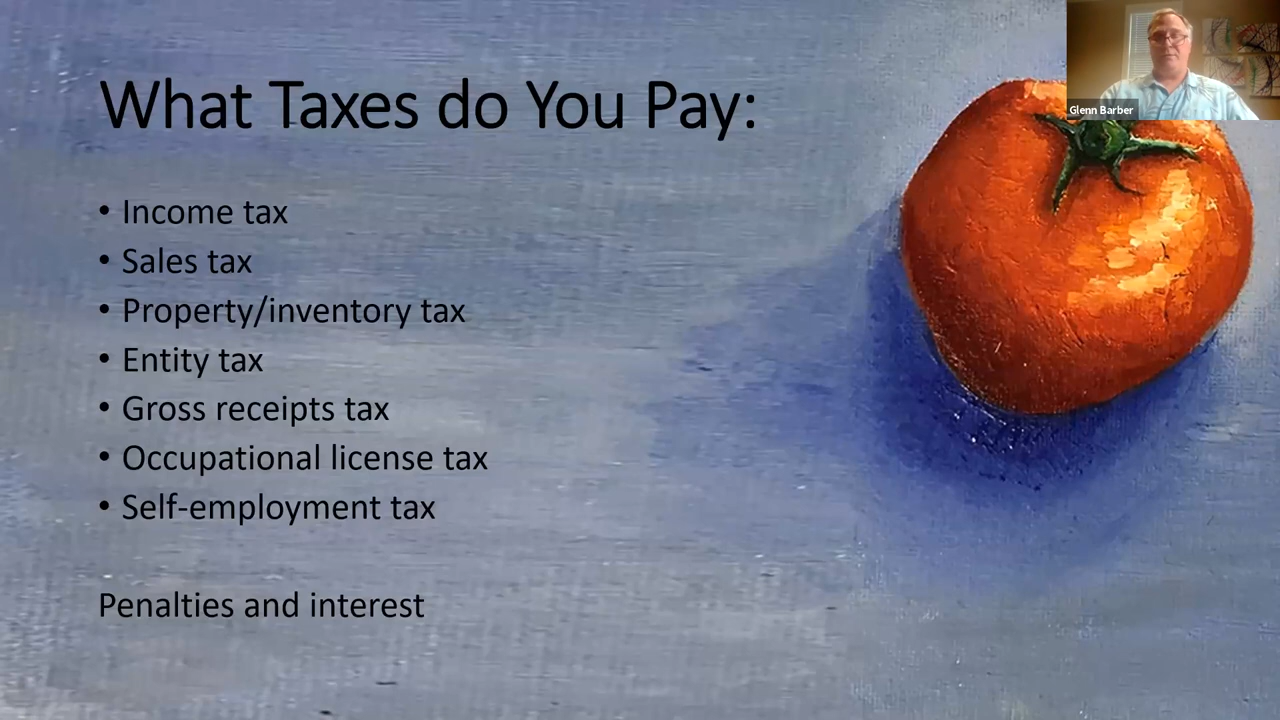 What Taxes do You Pay:
• Income tax
• Sales tax
• Property/inventory tax
• Entity tax
• Gross receipts tax
• Occupational license tax
• Self-employment tax
Penalties and interest
Glenn Barber